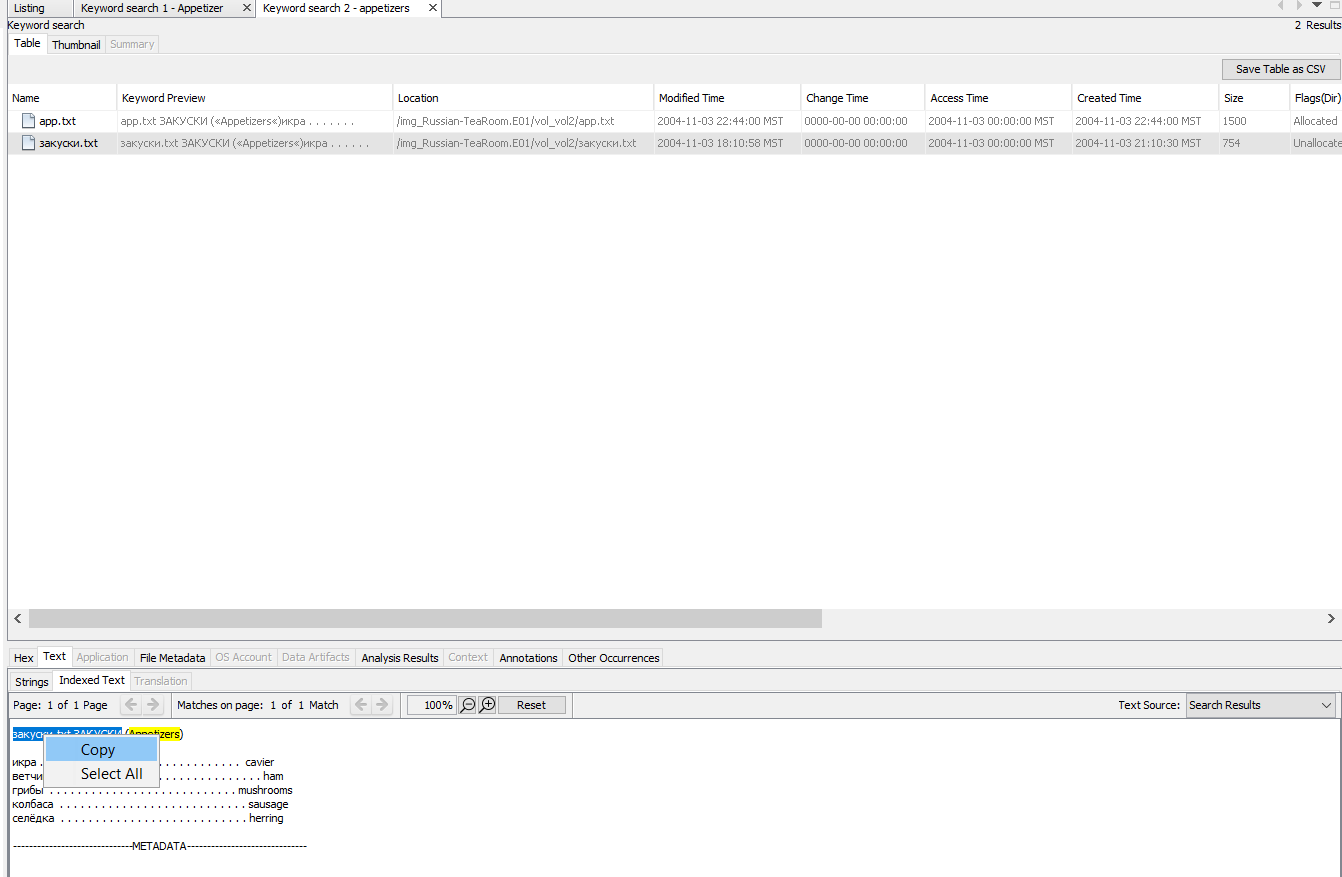 Listing Keyword search 1 - Appetizer Keyword search 2 - appetizers
Keyword search 2 Results
Table Thumbnail Summary
Save Table as CSV
Name Keyword Preview Location Modified Time Change Time Access Time Created Time Size Flags(Dir)
app.txt app.txt ЗАКУСКИ («Appetizers«)икра . . . . . . . /img_Russian-TeaRoom.E01/vol_vol2/app.txt 2004-11-03 22:44:00 MST 0000-00-00 00:00:00 2004-11-03 00:00:00 MST 2004-11-03 22:44:00 MST 1500 Allocated
закуски.txt закуски.txt ЗАКУСКИ («Appetizers«)икра . . . . . . /img_Russian-TeaRoom.E01/vol_vol2/закуски.txt 2004-11-03 18:10:58 MST 0000-00-00 00:00:00 2004-11-03 00:00:00 MST 2004-11-03 21:10:30 MST 754 Unallocate
Hex Text Application File Metadata OS Account Data Artifacts Analysis Results Context Annotations Other Occurrences
Strings Indexed Text Translation
Page: 1 of 1 Page Matches on page: 1 of 1 Match 100% Reset Text Source: Search Results
закуски.txt ЗАКУСКИ (Appetizers)
Copy
Select All
икра . . . . . . . . . . . . . cavier
ветчи . . . . . . . . . . . . . . . ham
грибы . . . . . . . . . . . . . . . . . . . . . . . . . . . mushrooms
колбаса . . . . . . . . . . . . . . . . . . . . . . . . . . . sausage
селёдка . . . . . . . . . . . . . . . . . . . . . . . . . . . herring
------------------------------METADATA------------------------------